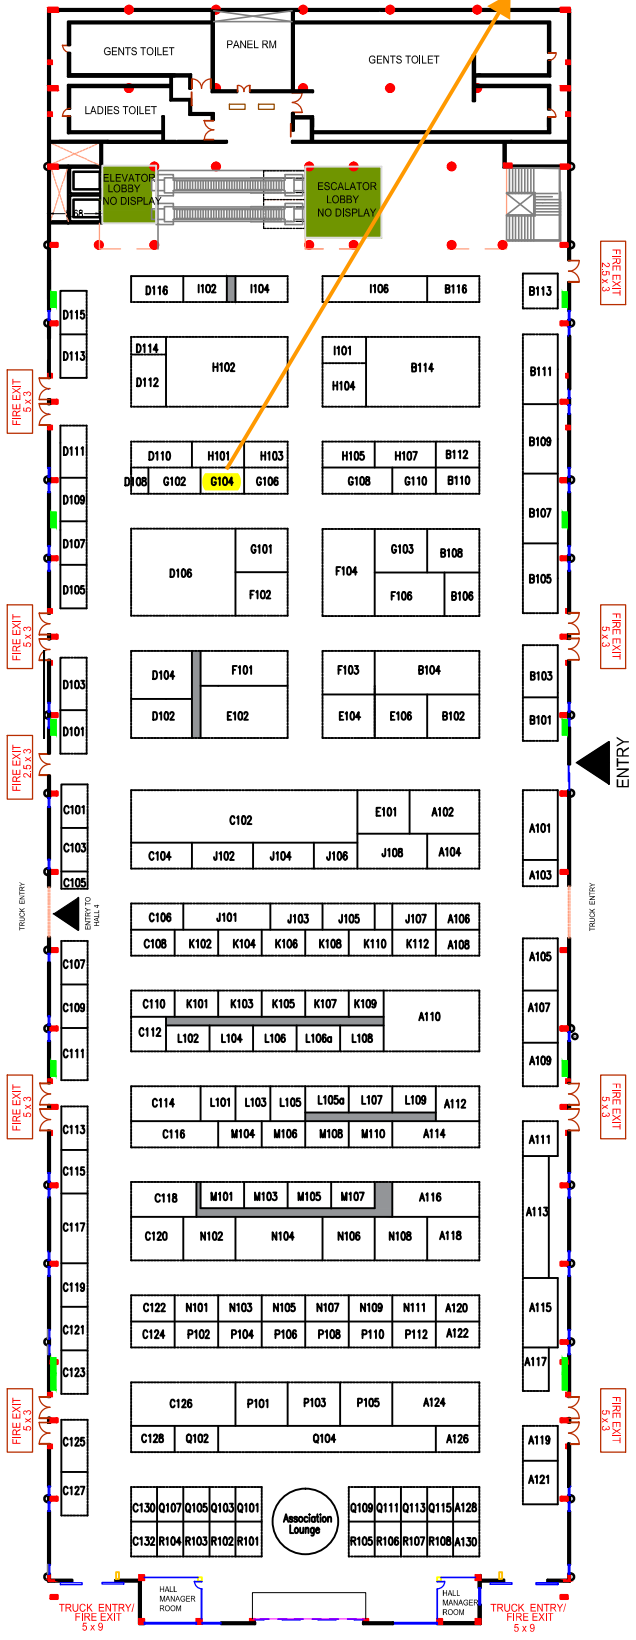 GENTS TOILET
PANEL RM
GENTS TOILET
LADIES TOILET
ELEVATOR
LOBBY
NO DISPLAY
ESCALATOR
LOBBY
NO DISPLAY
FIRE EXIT
2.5 x 3
D116 I102 I104 I106 B116 B113
D115
D113
D114
D112
H102
I101
H104
B114
B111
FIRE EXIT
5 x 3
D111
D110 H101 H103 H105 H107 B112
B109
D108 G102 G104 G106 G108 G110 B110
D109
B107
D107
D106
G101
F102
F104
G103 B108
F106 B106
D105
B105
FIRE EXIT
5 x 3
FIRE EXIT
5 x 3
D103
D104 F101 F103 B104
B103
D102 E102 E104 E106 B102
D101
B101
FIRE EXIT
2.5 x 3
ENTRY
C101
C102
E101 A102
A101
C103
C104 J102 J104 J106 J108 A104
C105
A103
TRUCK ENTRY
ENTRY TO
HALL 4
TRUCK ENTRY
C106 J101 J103 J105 J107 A106
C108 K102 K104 K106 K108 K110 K112 A108
C107
A105
C109
C110 K101 K103 K105 K107 K109
A110
A107
C112 L102 L104 L106 L106a L108
C111
A109
FIRE EXIT
5 x 3
FIRE EXIT
5 x 3
C114 L101 L103 L105 L105a L107 L109 A112
C116 M104 M106 M108 M110 A114
C113
A111
C115
C118 M101 M103 M105 M107 A116
A113
C117
C120 N102 N104 N106 N108 A118
C119
C122 N101 N103 N105 N107 N109 N111 A120
A115
C121
C124 P102 P104 P106 P108 P110 P112 A122
C123
A117
C126 P101 P103 P105 A124
FIRE EXIT
5 x 3
FIRE EXIT
5 x 3
C128 Q102 Q104 A126
C125
A119
C127
A121
C130 Q107 Q105 Q103 Q101
Association
Lounge
Q109 Q111 Q113 Q115 A128
C132 R104 R103 R102 R101
R105 R106 R107 R108 A130
TRUCK ENTRY/
FIRE EXIT
5 x 9
HALL
MANAGER
ROOM
HALL
MANAGER
ROOM
TRUCK ENTRY/
FIRE EXIT
5 x 9